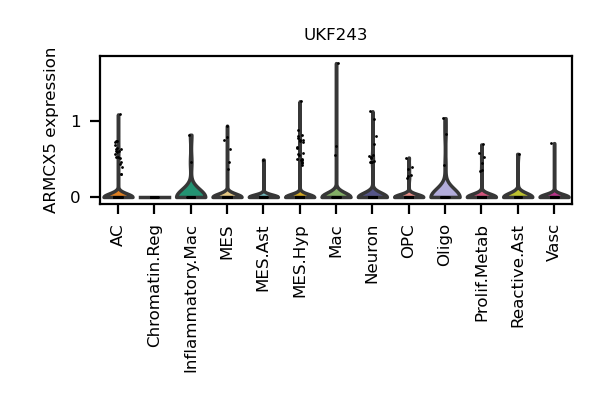 UKF243
ARMCX5 expression
1
0
AC
Chromatin.Reg
Inflammatory.Mac
MES
MES.Ast
MES.Hyp
Mac
Neuron
OPC
Oligo
Prolif.Metab
Reactive.Ast
Vasc